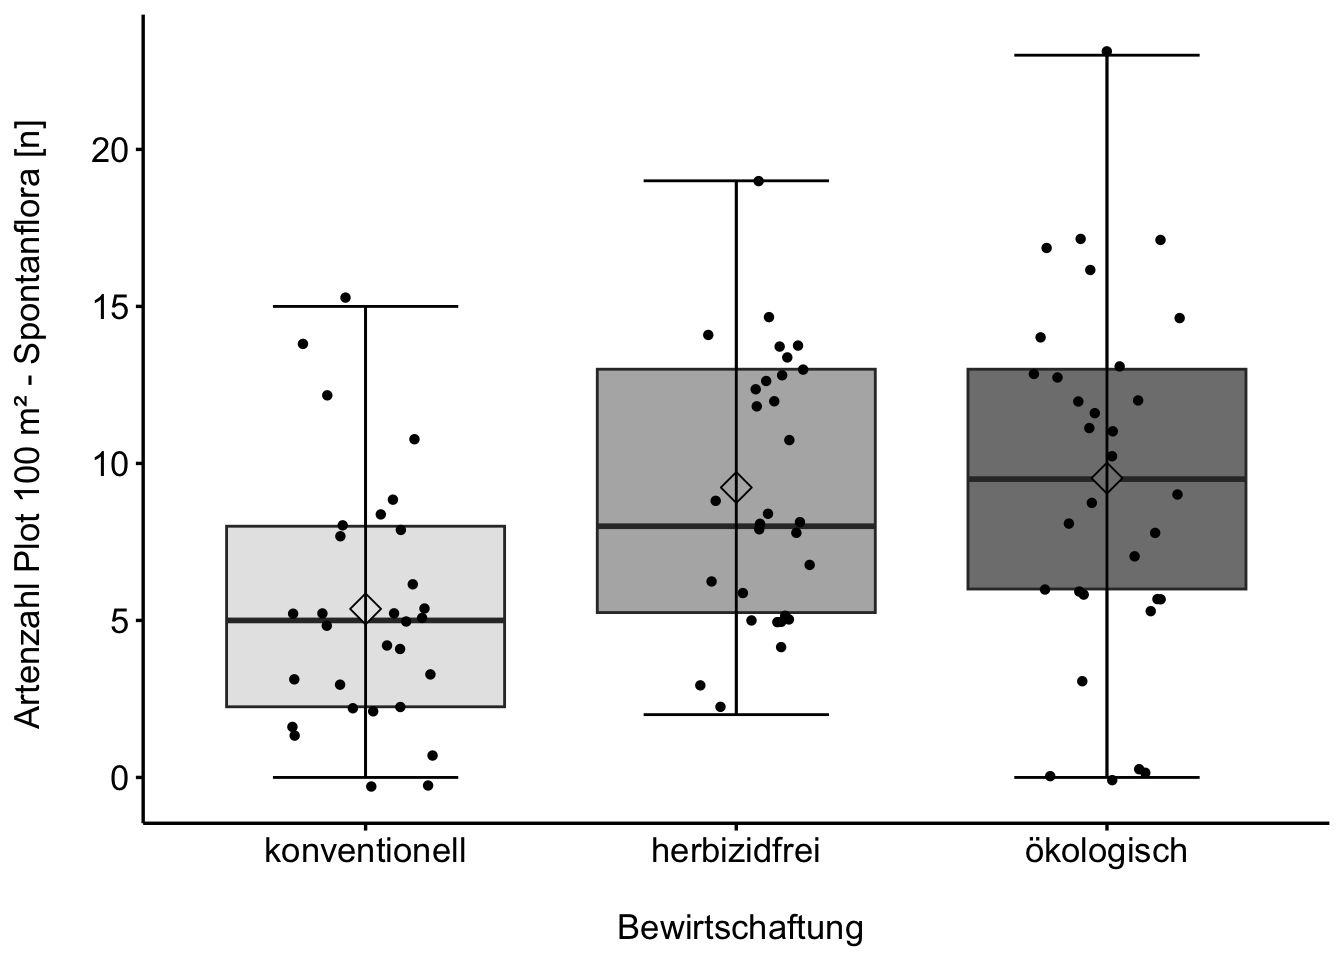 Artenzahl Plot 100 m² - Spontanflora [n]
20
15
10
5
0
konventionell herbizidfrei ökologisch
Bewirtschaftung